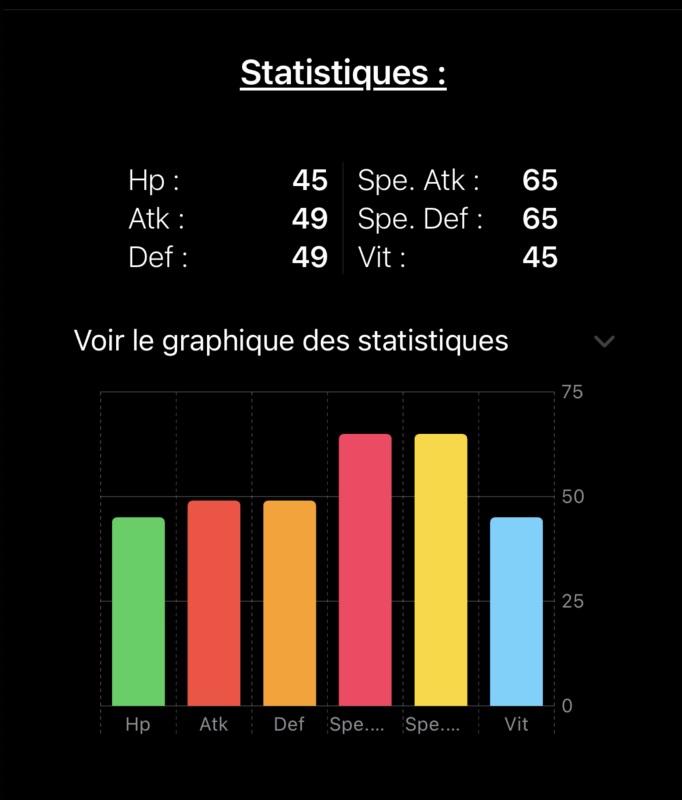 Statistiques :
Hp : 45
Atk : 49
Def : 49
Spe. Atk : 65
Spe. Def : 65
Vit : 45
Voir le graphique des statistiques
75
50
25
0
Hp Atk Def Spe.... Spe.... Vit